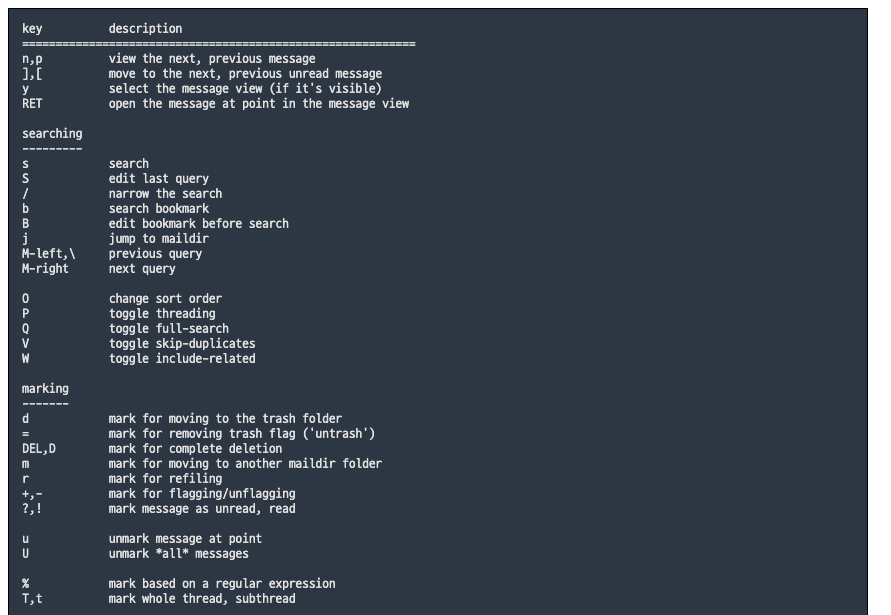 key          description
===========================================================
n,p          view the next, previous message
],[          move to the next, previous unread message
y            select the message view (if it's visible)
RET          open the message at point in the message view

searching
---------
s            search
S            edit last query
/            narrow the search
b            search bookmark
B            edit bookmark before search
j            jump to maildir
M-left,\     previous query
M-right      next query

O            change sort order
P            toggle threading
Q            toggle full-search
V            toggle skip-duplicates
W            toggle include-related

marking
-------
d            mark for moving to the trash folder
=            mark for removing trash flag ('untrash')
DEL,D        mark for complete deletion
m            mark for moving to another maildir folder
r            mark for refiling
+,-          mark for flagging/unflagging
?,!          mark message as unread, read

u            unmark message at point
U            unmark *all* messages

%            mark based on a regular expression
T,t          mark whole thread, subthread